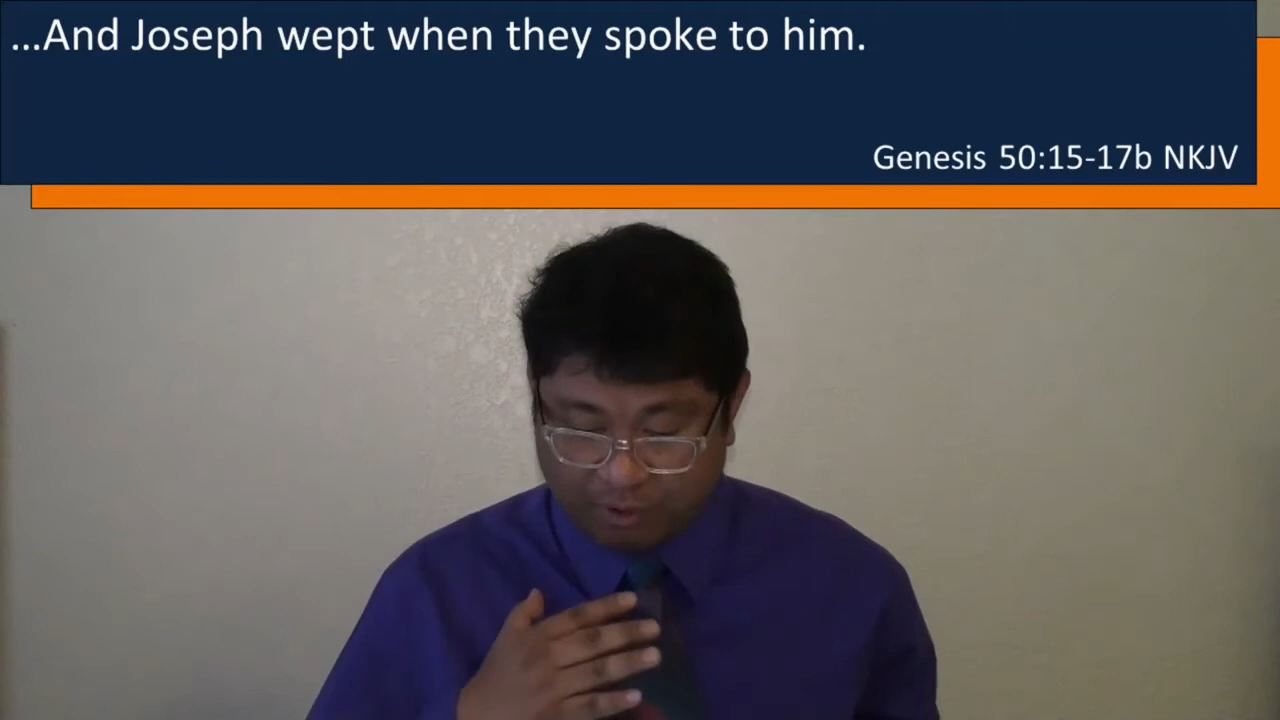 ...And Joseph wept when they spoke to him.
Genesis 50:15-17b NKJV